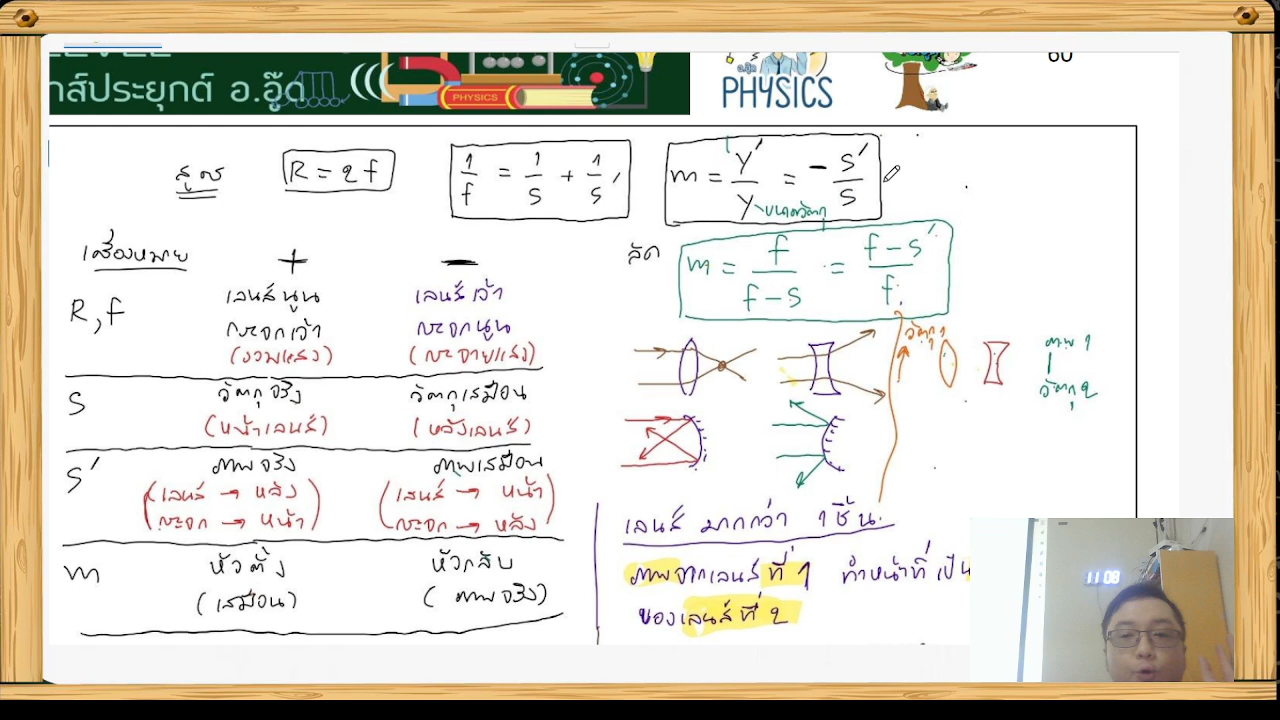 60
กส์ประยุกต์ อ.อู๊ด
PHYSICS
อ.อู๊ด
PHYSICS
สูตร
R = 2f
1/f = 1/s + 1/s'
m = y'/y = - s'/s
ขนาดวัตถุ
ลัด
m = f/(f-s) = (f-s')/f
เครื่องหมาย + -
R, f
เลนส์นูน เลนส์เว้า
กระจกเว้า กระจกนูน
(รวมแสง) (กระจายแสง)
s วัตถุจริง วัตถุเสมือน
(หน้าเลนส์) (หลังเลนส์)
s' ภาพจริง ภาพเสมือน
(เลนส์ → หลัง) (เลนส์ → หน้า)
(กระจก → หน้า) (กระจก → หลัง)
m หัวตั้ง หัวกลับ
(เสมือน) (ภาพจริง)
วัตถุ 1
ภาพ 1
วัตถุ 2
เลนส์ มากกว่า 1 ชิ้น
ภาพจากเลนส์ ที่ 1 ทำหน้าที่ เป็น
ของเลนส์ที่ 2
11:08